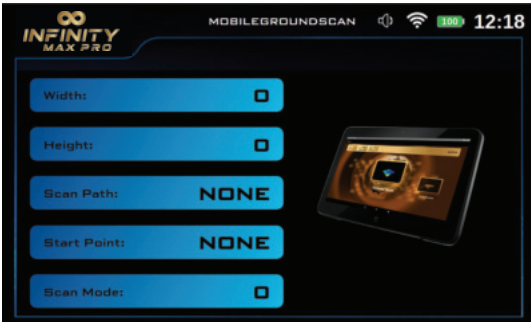 INFINITY
MAX PRO
MOBILEGROUNDSCAN
100
12:18
Width: 0
Height: 0
Scan Path: NONE
Start Point: NONE
Scan Mode: 0